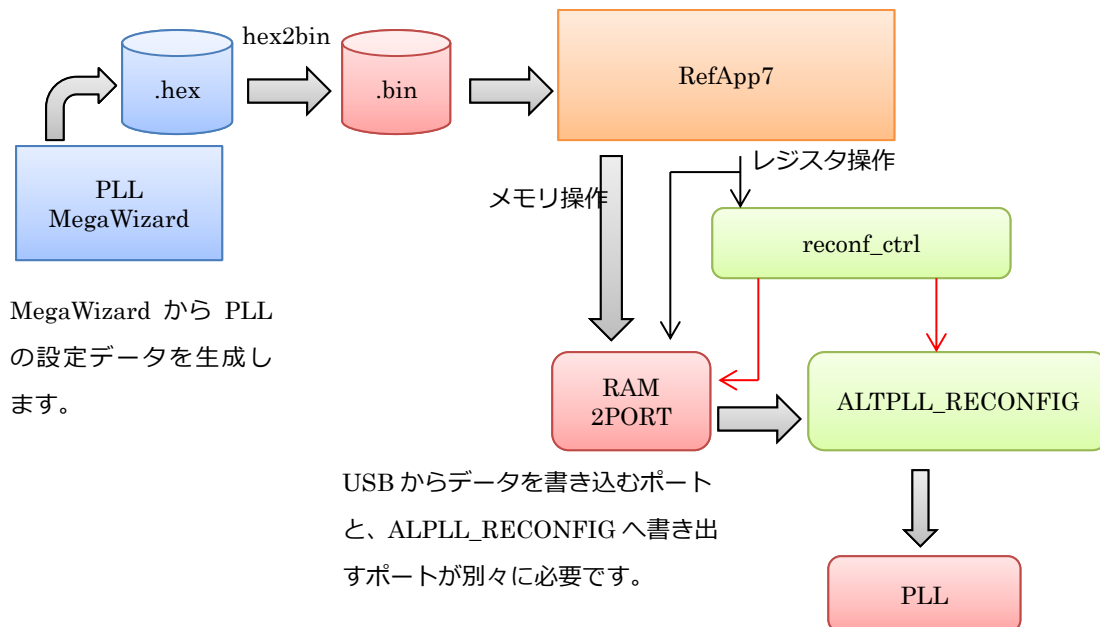 hex2bin
.hex
.bin
RefApp7
PLL
MegaWizard
レジスタ操作
メモリ操作
reconf_ctrl
MegaWizard から PLL
の設定データを生成し
ます。
RAM
2PORT
ALTPLL_RECONFIG
USB からデータを書き込むポート
と、ALPLL_RECONFIG へ書き出
すポートが別々に必要です。
PLL